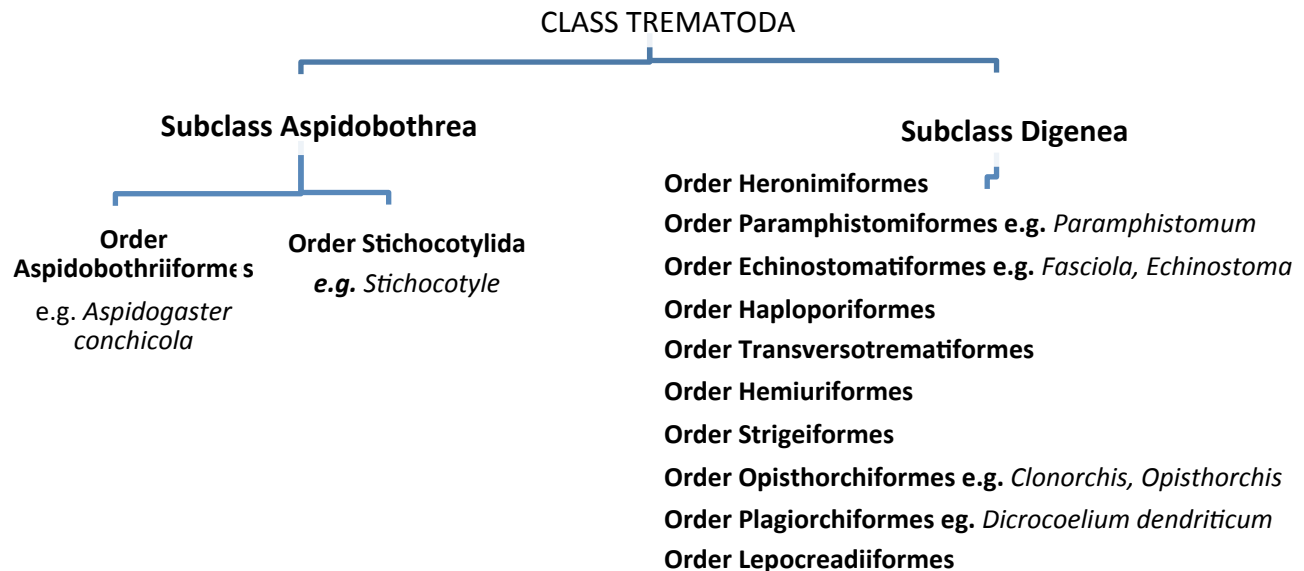 CLASS TREMATODA
Subclass Aspidobothrea
Order
Aspidobothriiformes
e.g. Aspidogaster
conchicola
Order Stichocotylida
e.g. Stichocotyle
Subclass Digenea
Order Heronimiformes
Order Paramphistomiformes e.g. Paramphistomum
Order Echinostomatiformes e.g. Fasciola, Echinostoma
Order Haploporiformes
Order Transversotrematiformes
Order Hemiuriformes
Order Strigeiformes
Order Opisthorchiformes e.g. Clonorchis, Opisthorchis
Order Plagiorchiformes eg. Dicrocoelium dendriticum
Order Lepocreadiiformes